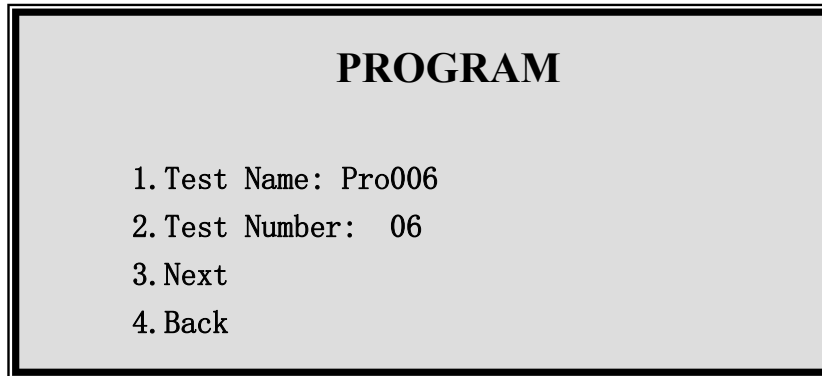 PROGRAM
1.Test Name: Pro006
2.Test Number: 06
3.Next
4.Back